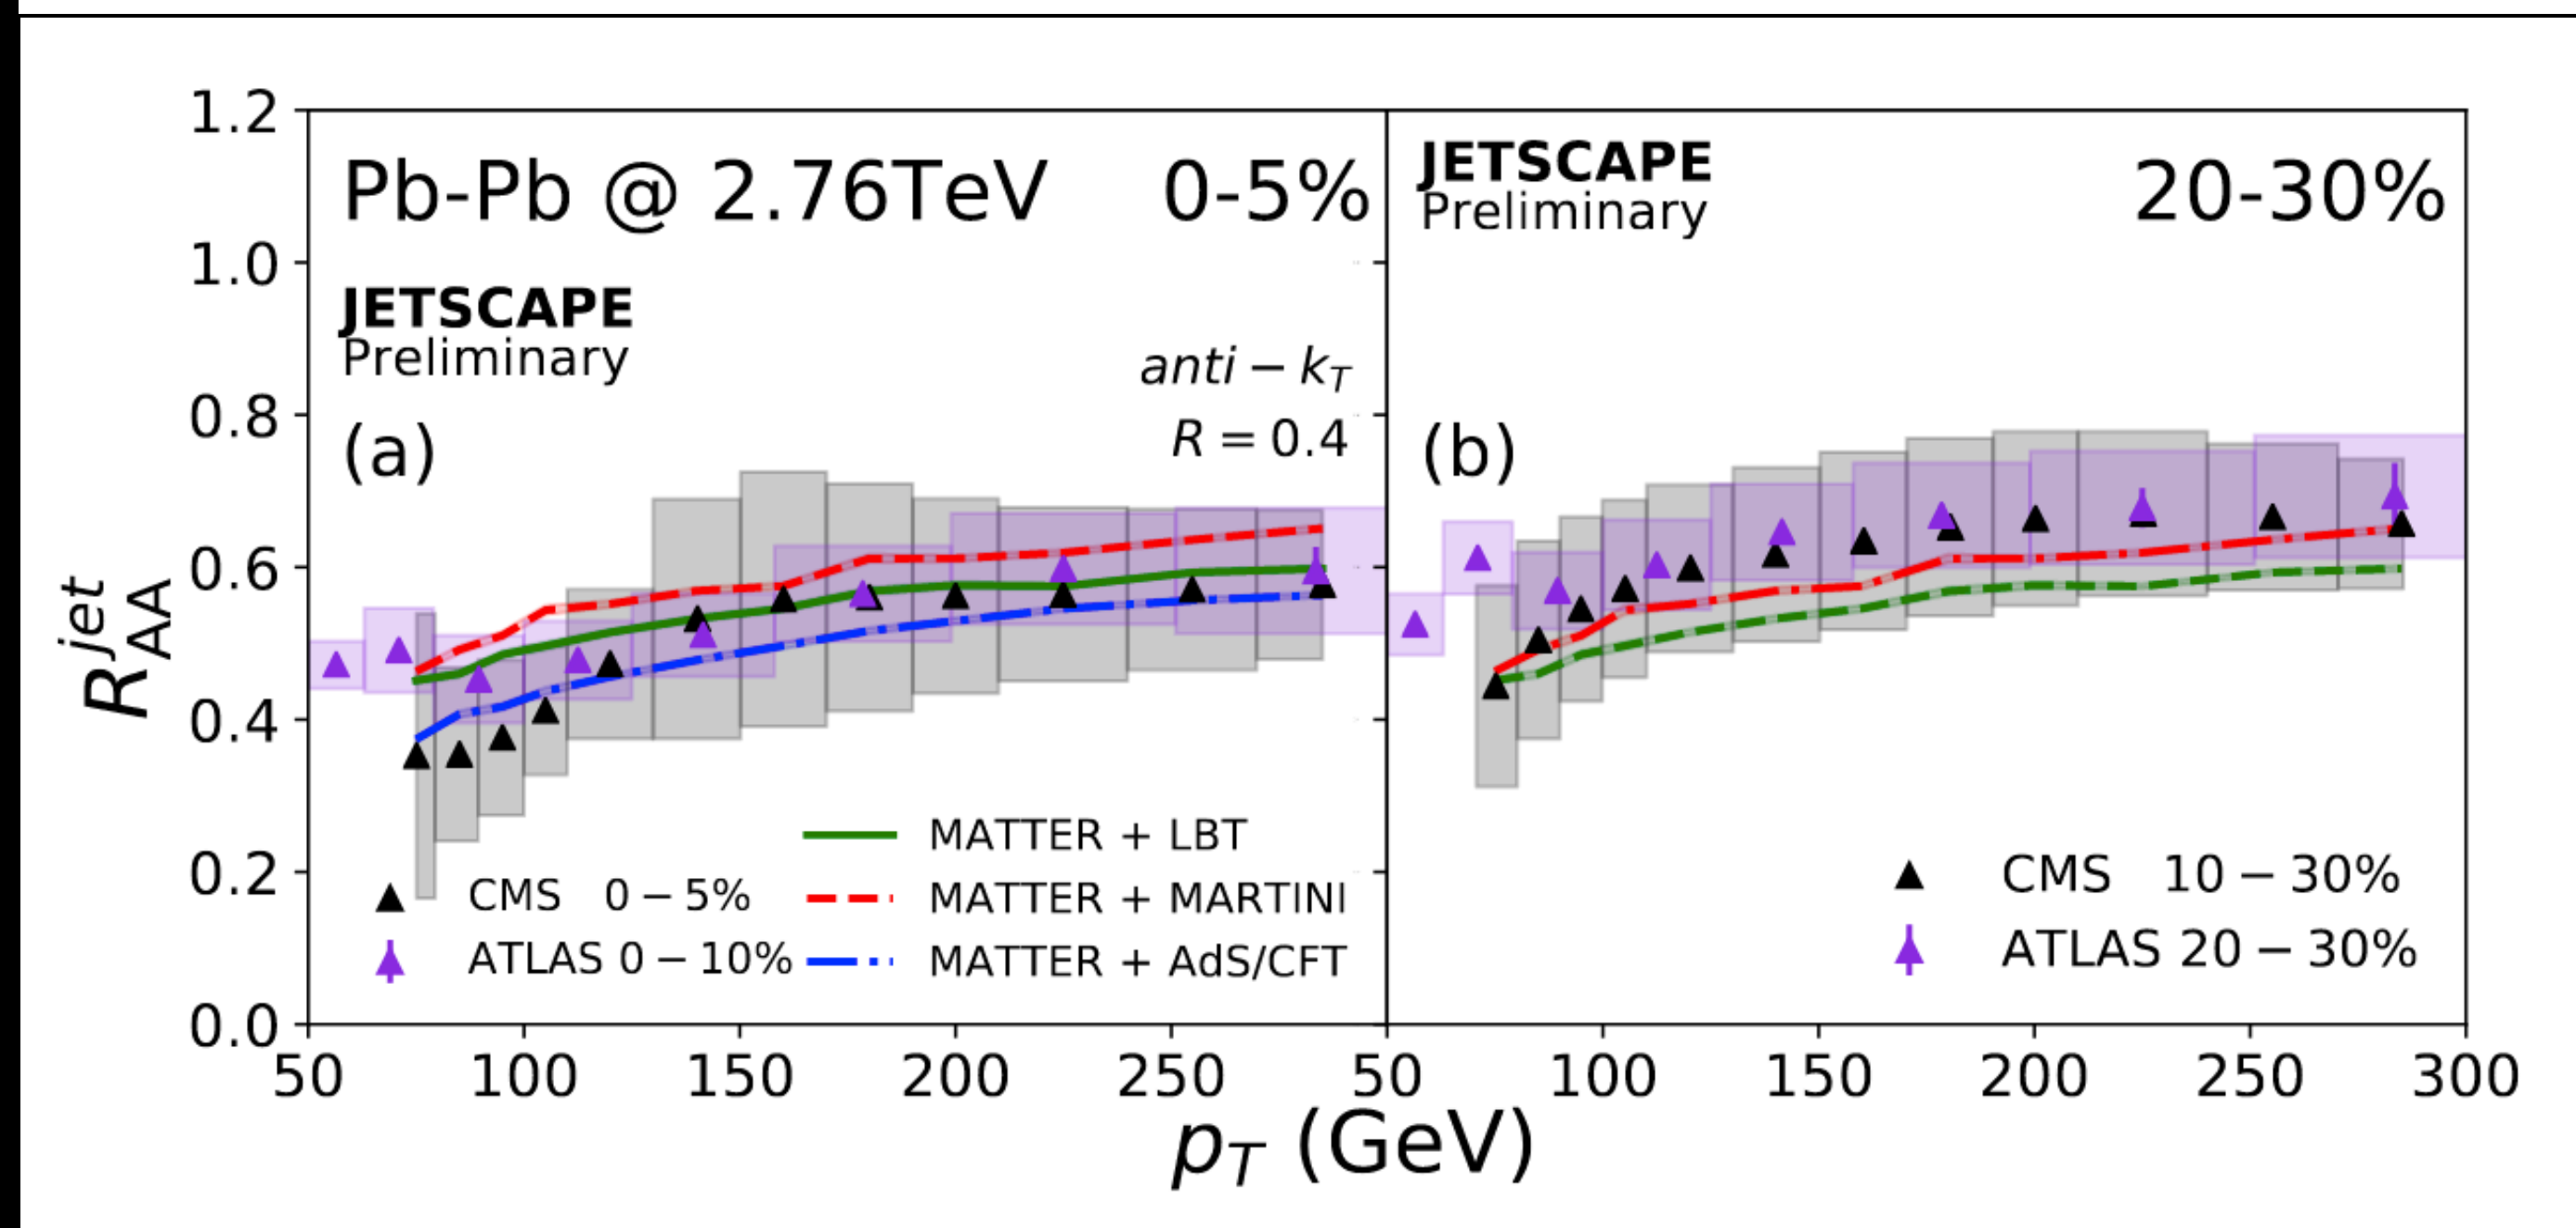 1.2
1.0
0.8
0.6
0.4
0.2
0.0
R_AA^jet
Pb-Pb @ 2.76TeV 0-5%
JETSCAPE
Preliminary
anti − k_T
R = 0.4
(a)
MATTER + LBT
MATTER + MARTINI
MATTER + AdS/CFT
CMS 0 − 5%
ATLAS 0 − 10%
JETSCAPE
Preliminary
20-30%
(b)
CMS 10 − 30%
ATLAS 20 − 30%
50 100 150 200 250 50 100 150 200 250 300
p_T (GeV)